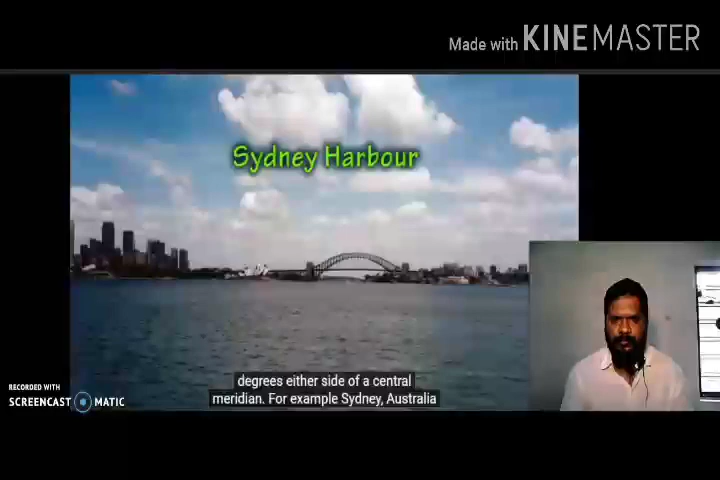 Made with KINEMASTER
Sydney Harbour
degrees either side of a central
meridian. For example Sydney, Australia
RECORDED WITH
SCREENCAST MATIC